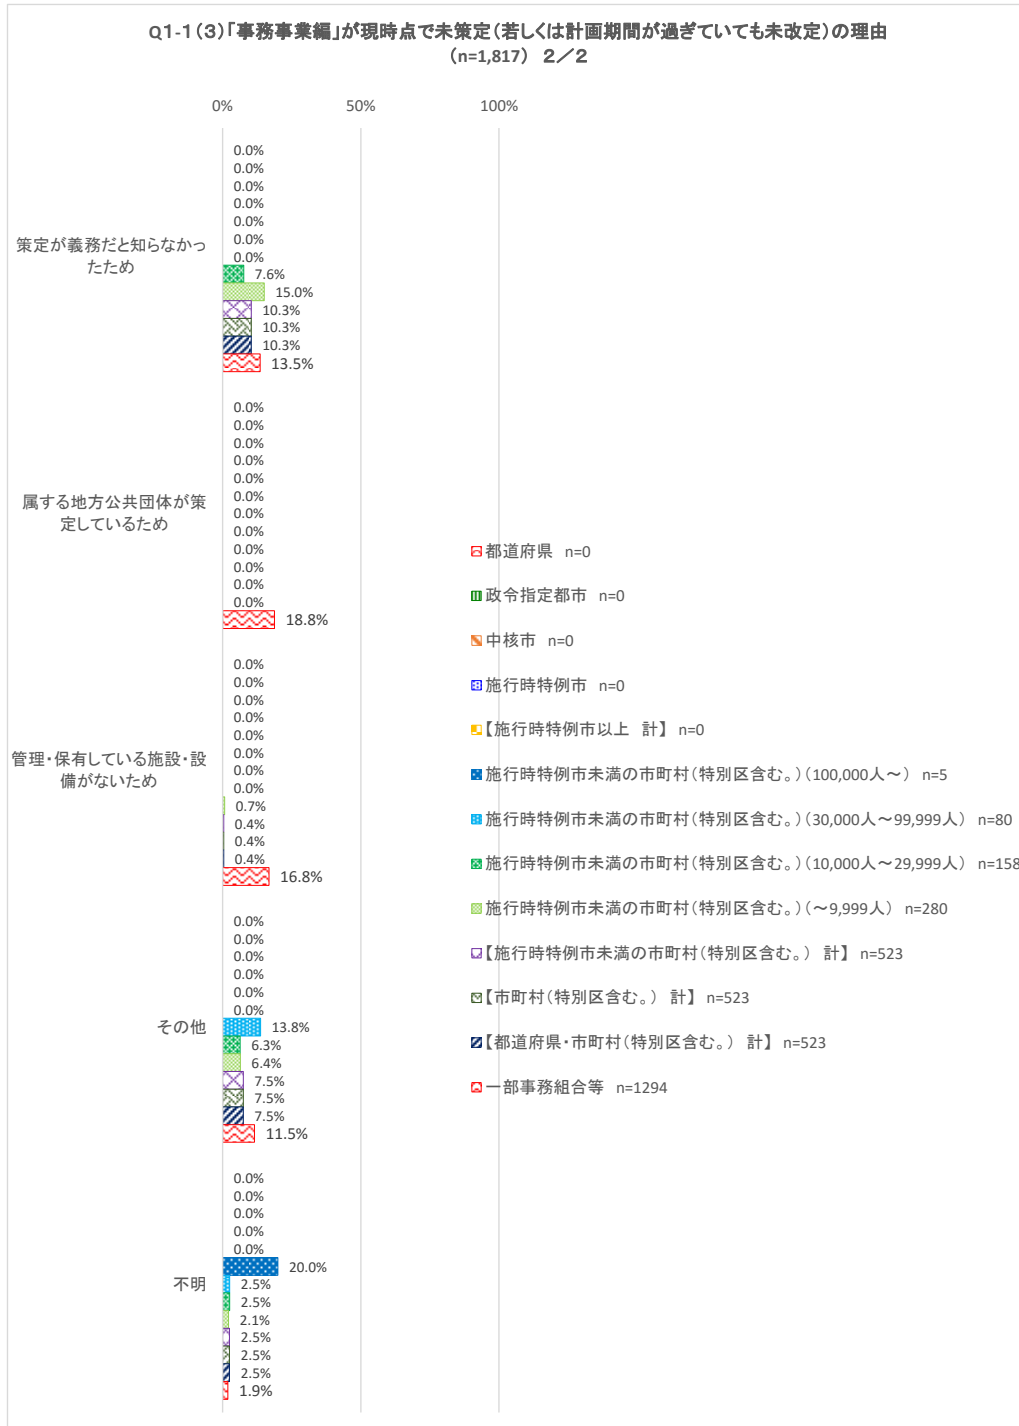 Q1-1（3）「事務事業編」が現時点で未策定（若しくは計画期間が過ぎていても未改定）の理由
（n=1,817） 2／2
0%
50%
100%
策定が義務だと知らなかっ
たため
0.0%
0.0%
0.0%
0.0%
0.0%
0.0%
0.0%
7.6%
15.0%
10.3%
10.3%
10.3%
13.5%
属する地方公共団体が策
定しているため
0.0%
0.0%
0.0%
0.0%
0.0%
0.0%
0.0%
0.0%
0.0%
0.0%
0.0%
0.0%
18.8%
管理・保有している施設・設
備がないため
0.0%
0.0%
0.0%
0.0%
0.0%
0.0%
0.0%
0.0%
0.7%
0.4%
0.4%
0.4%
16.8%
その他
0.0%
0.0%
0.0%
0.0%
0.0%
0.0%
13.8%
6.3%
6.4%
7.5%
7.5%
7.5%
11.5%
不明
0.0%
0.0%
0.0%
0.0%
0.0%
20.0%
2.5%
2.5%
2.1%
2.5%
2.5%
2.5%
1.9%
都道府県 n=0
政令指定都市 n=0
中核市 n=0
施行時特例市 n=0
【施行時特例市以上 計】 n=0
施行時特例市未満の市町村（特別区含む。）（100,000人～） n=5
施行時特例市未満の市町村（特別区含む。）（30,000人～99,999人） n=80
施行時特例市未満の市町村（特別区含む。）（10,000人～29,999人） n=158
施行時特例市未満の市町村（特別区含む。）（～9,999人） n=280
【施行時特例市未満の市町村（特別区含む。） 計】 n=523
【市町村（特別区含む。） 計】 n=523
【都道府県・市町村（特別区含む。） 計】 n=523
一部事務組合等 n=1294